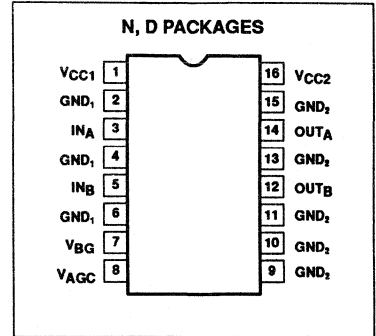 N, D PACKAGES
VCC1 1 16 VCC2
GND1 2 15 GND2
INA 3 14 OUTA
GND1 4 13 GND2
INB 5 12 OUTB
GND1 6 11 GND2
VBG 7 10 GND2
VAGC 8 9 GND2